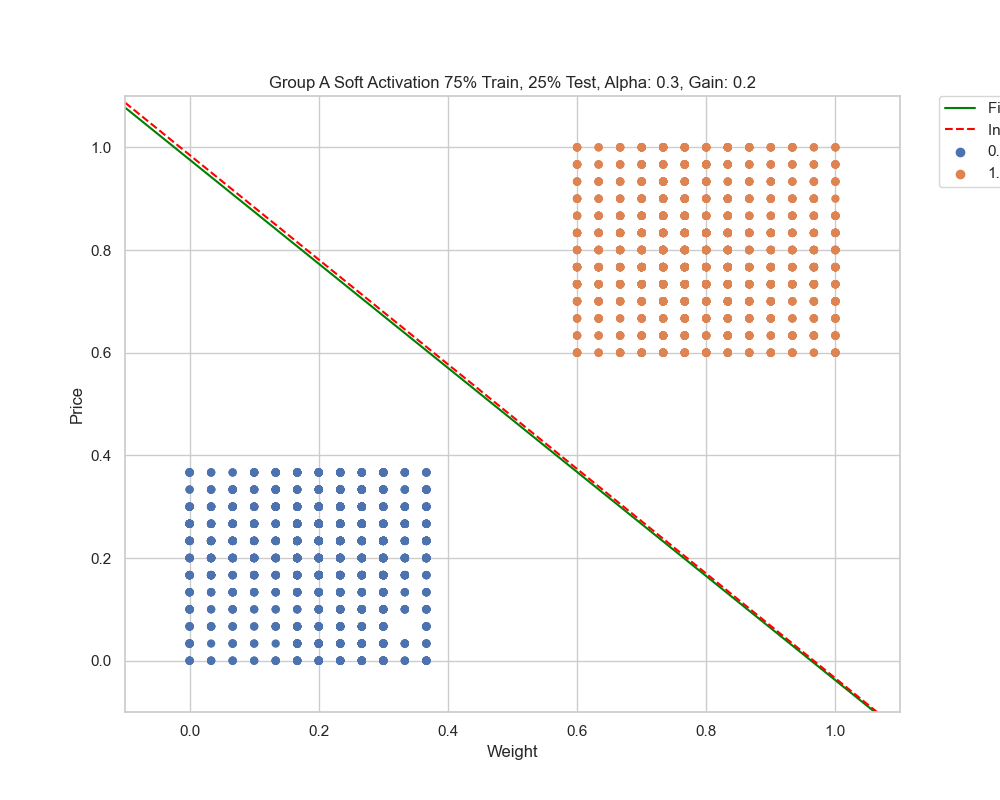 Group A Soft Activation 75% Train, 25% Test, Alpha: 0.3, Gain: 0.2
1.0
0.8
0.6
0.4
0.2
0.0
Price
0.0 0.2 0.4 0.6 0.8 1.0
Weight
Fi
In
0.
1.